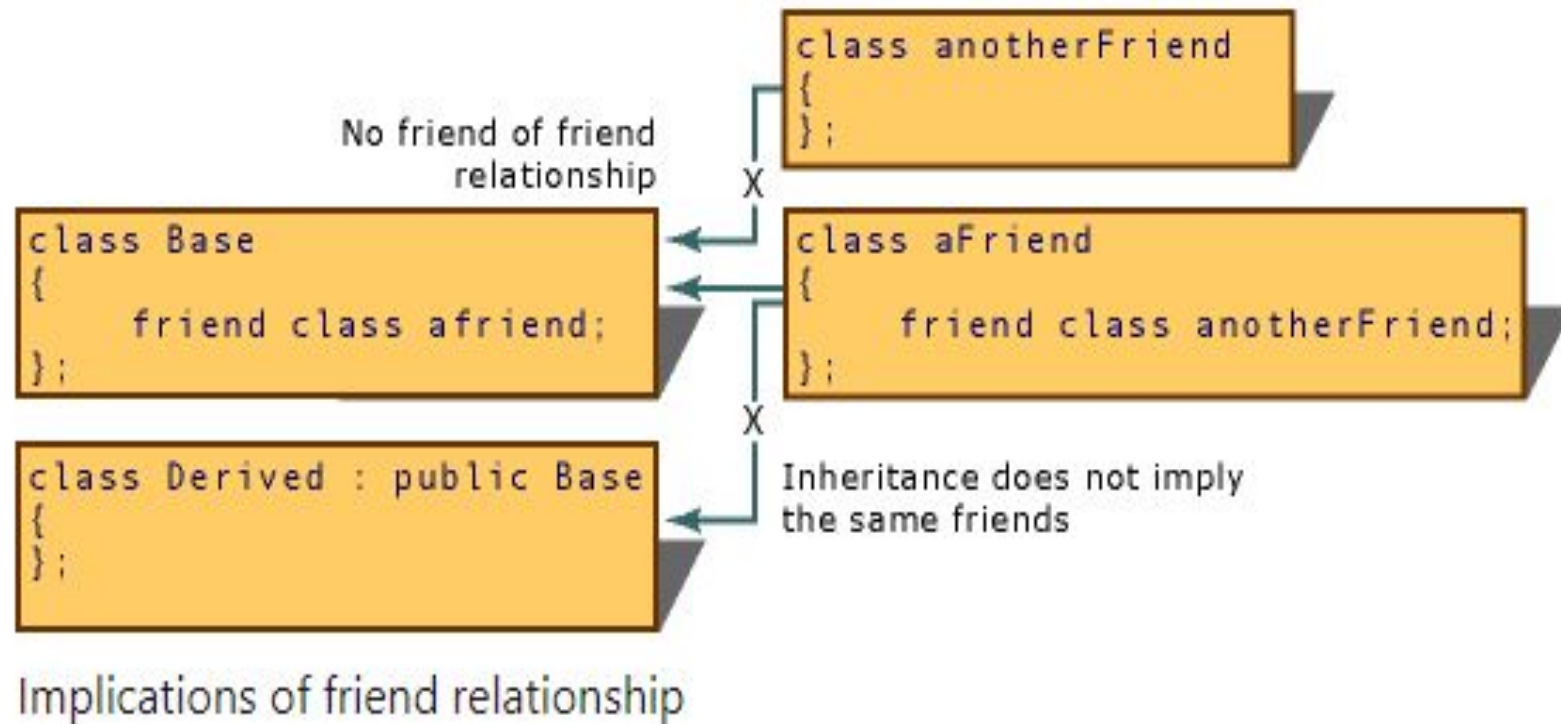 class anotherFriend
{
};
No friend of friend
relationship
X
class Base
{
friend class afriend;
};
class aFriend
{
friend class anotherFriend;
};
X
class Derived : public Base
{
};
Inheritance does not imply
the same friends
Implications of friend relationship